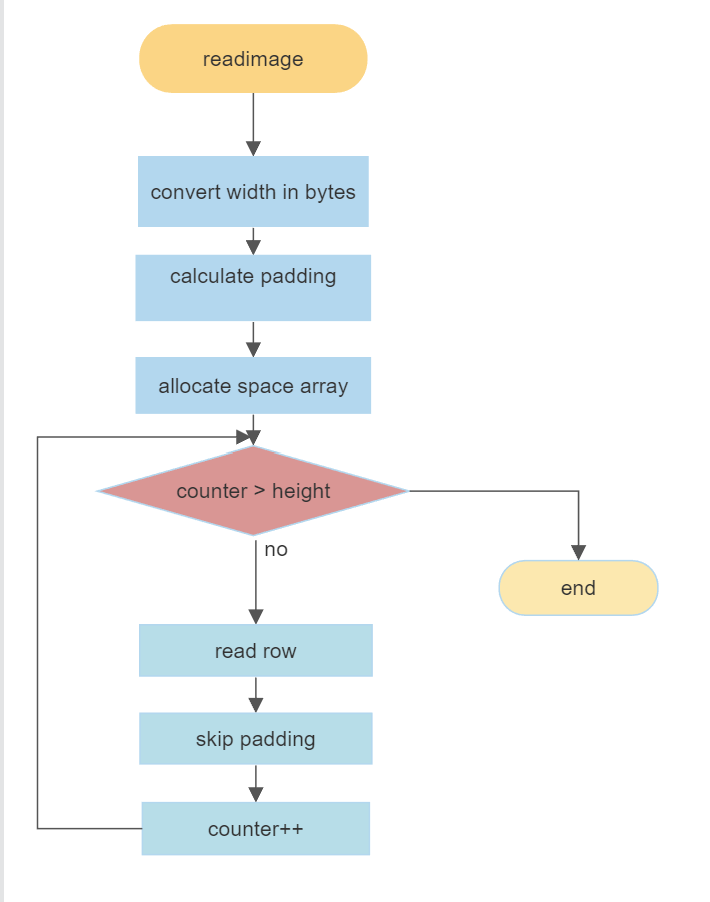 readimage
convert width in bytes
calculate padding
allocate space array
counter > height
no
end
read row
skip padding
counter++